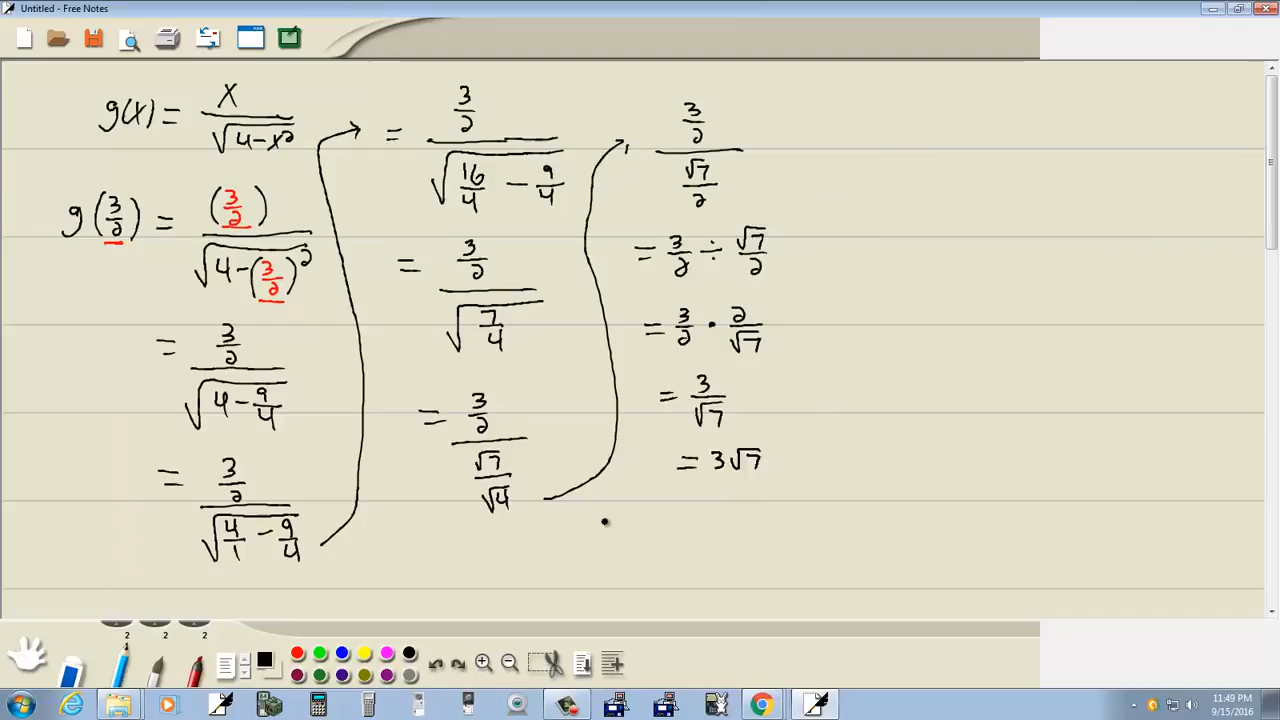 Untitled - Free Notes
g(x) = x / √(4-x²)
g(3/2) = (3/2) / √(4-(3/2)²)
= 3/2 / √(4-9/4)
= 3/2 / √(4/1 - 9/4)
= 3/2 / √(16/4 - 9/4)
= 3/2 / √(7/4)
= 3/2 / √7/√4
3/2 / √7/2
= 3/2 ÷ √7/2
= 3/2 · 2/√7
= 3/√7
= 3√7
2 2 2
11:49 PM
9/15/2016